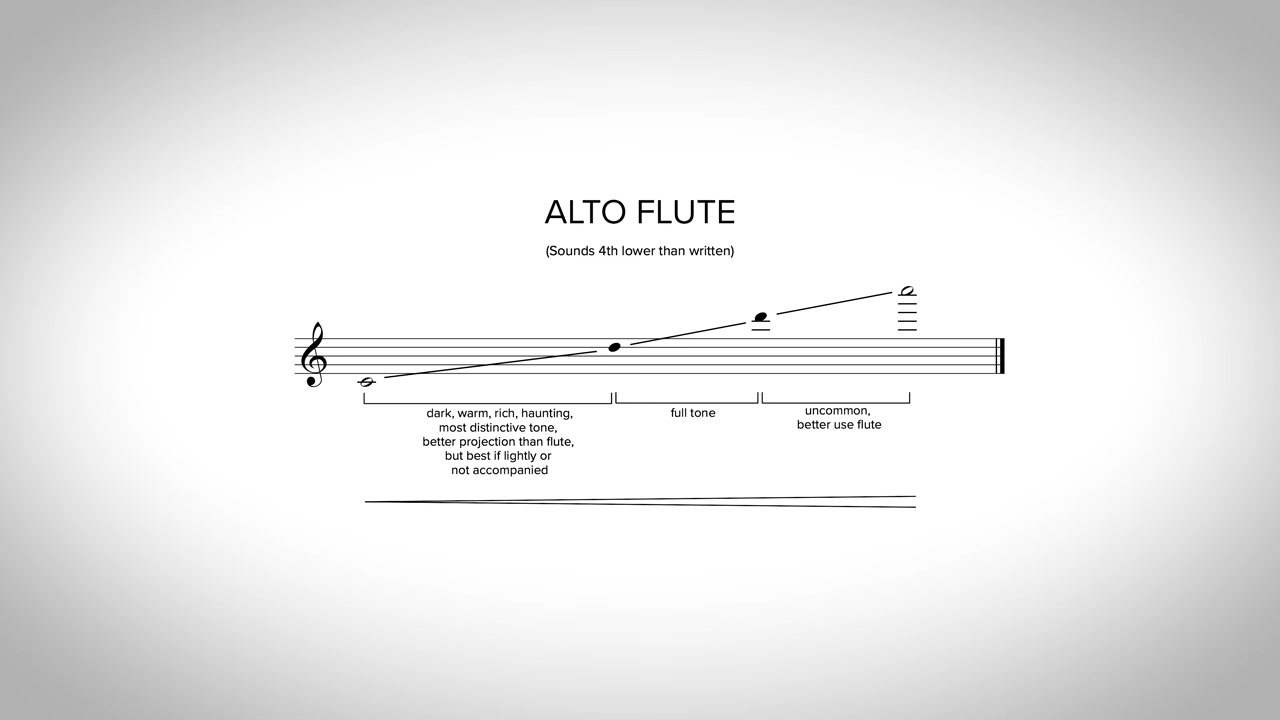 ALTO FLUTE
(Sounds 4th lower than written)
dark, warm, rich, haunting,
most distinctive tone,
better projection than flute,
but best if lightly or
not accompanied
full tone
uncommon,
better use flute